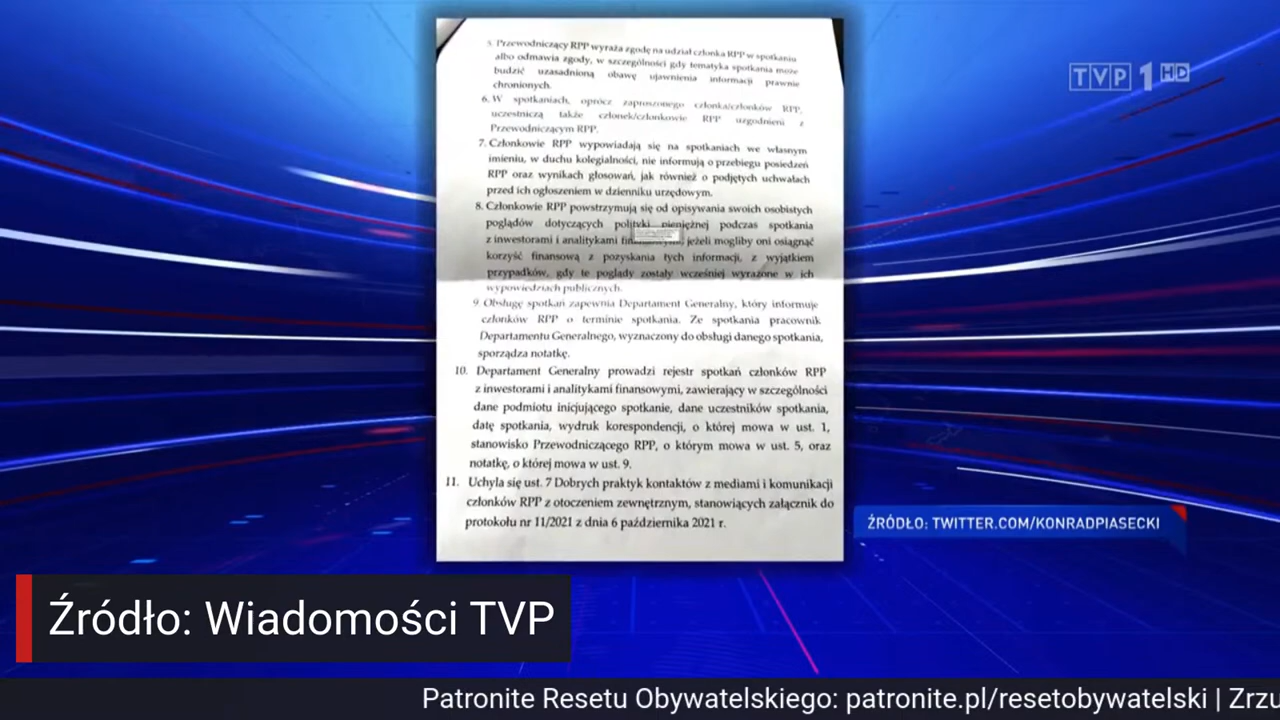 5. Przewodniczący RPP wyraża zgodę na udział członka RPP w spotkaniu
albo odmawia zgody, w szczególności gdy tematyka spotkania może
budzić uzasadnioną obawę ujawnienia informacji prawnie
chronionych.
6. W spotkaniach, oprócz zaproszonego członka/członków RPP,
uczestniczą także członek/członkowie RPP uzgodnieni z
Przewodniczącym RPP.
7. Członkowie RPP wypowiadają się na spotkaniach we własnym
imieniu, w duchu kolegialności, nie informują o przebiegu posiedzeń
RPP oraz wynikach głosowań, jak również o podjętych uchwałach
przed ich ogłoszeniem w dzienniku urzędowym.
8. Członkowie RPP powstrzymują się od opisywania swoich osobistych
poglądów dotyczących polityki pieniężnej podczas spotkania
z inwestorami i analitykami jeżeli mogliby oni osiągnąć
korzyść finansową z pozyskania tych informacji, z wyjątkiem
przypadków, gdy te poglądy zostały wcześniej wyrażone w ich
wypowiedziach publicznych.
9. Obsługę spotkań zapewnia Departament Generalny, który informuje
członków RPP o terminie spotkania. Ze spotkania pracownik
Departamentu Generalnego, wyznaczony do obsługi danego spotkania,
sporządza notatkę.
10. Departament Generalny prowadzi rejestr spotkań członków RPP
z inwestorami i analitykami finansowymi, zawierający w szczególności
dane podmiotu inicjującego spotkanie, dane uczestników spotkania,
datę spotkania, wydruk korespondencji, o której mowa w ust. 1,
stanowisko Przewodniczącego RPP, o którym mowa w ust. 5, oraz
notatkę, o której mowa w ust. 9.
11. Uchyla się ust. 7 Dobrych praktyk kontaktów z mediami i komunikacji
członków RPP z otoczeniem zewnętrznym, stanowiących załącznik do
protokołu nr 11/2021 z dnia 6 października 2021 r.
TVP 1 HD
ŹRÓDŁO: TWITTER.COM/KONRADPIASECKI
Źródło: Wiadomości TVP
Patronite Resetu Obywatelskiego: patronite.pl/resetobywatelski | Zrzu